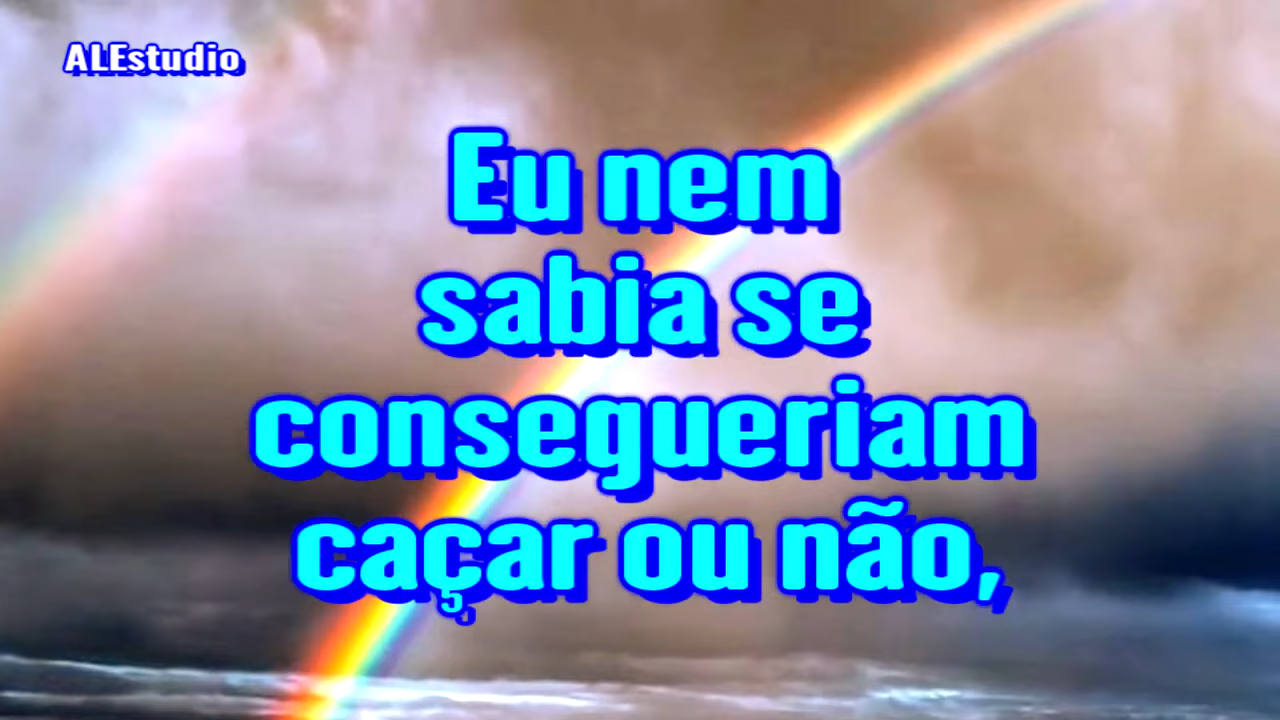 ALEstudio
Eu nem
sabia se
consegueriam
caçar ou não,